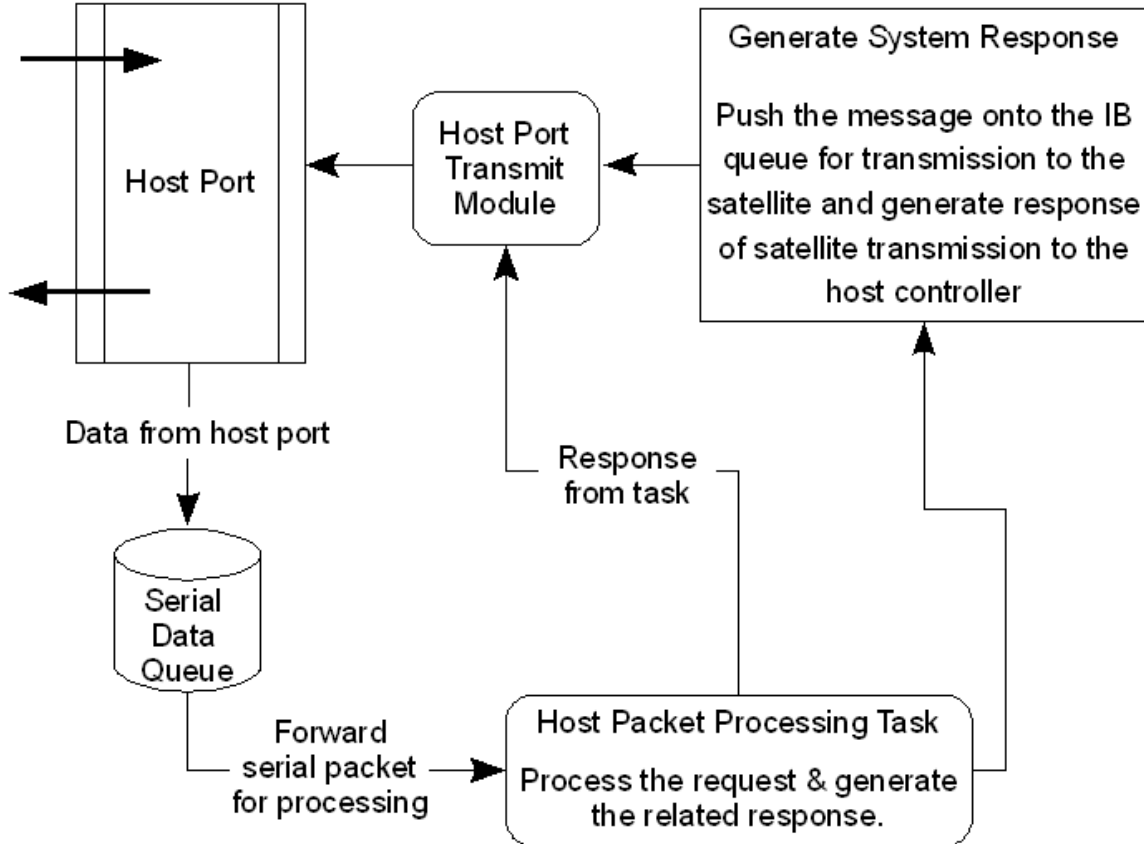 Host Port
Host Port
Transmit
Module
Generate System Response
Push the message onto the IB
queue for transmission to the
satellite and generate response
of satellite transmission to the
host controller
Data from host port
Response
from task
Serial
Data
Queue
Forward
serial packet
for processing
Host Packet Processing Task
Process the request & generate
the related response.